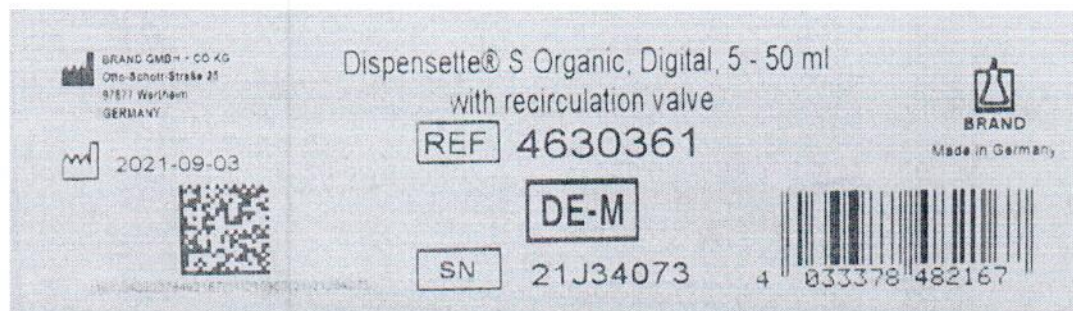 BRAND GMBH + CO KG
Otto-Schott-Straße 25
97877 Wertheim
GERMANY
2021-09-03
Dispensette® S Organic, Digital, 5 - 50 ml
with recirculation valve
REF 4630361
DE-M
SN 21J34073
BRAND
Made in Germany
4 033378 482167